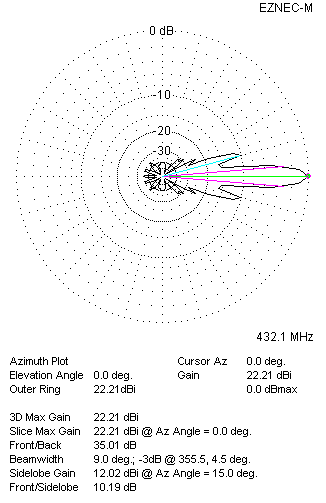 EZNEC-M
0 dB
-10
-20
-30
432.1 MHz
Azimuth Plot Cursor Az 0.0 deg.
Elevation Angle 0.0 deg. Gain 22.21 dBi
Outer Ring 22.21dBi 0.0 dBmax
3D Max Gain 22.21 dBi
Slice Max Gain 22.21 dBi @ Az Angle = 0.0 deg.
Front/Back 35.01 dB
Beamwidth 9.0 deg.; -3dB @ 355.5, 4.5 deg.
Sidelobe Gain 12.02 dBi @ Az Angle = 15.0 deg.
Front/Sidelobe 10.19 dB